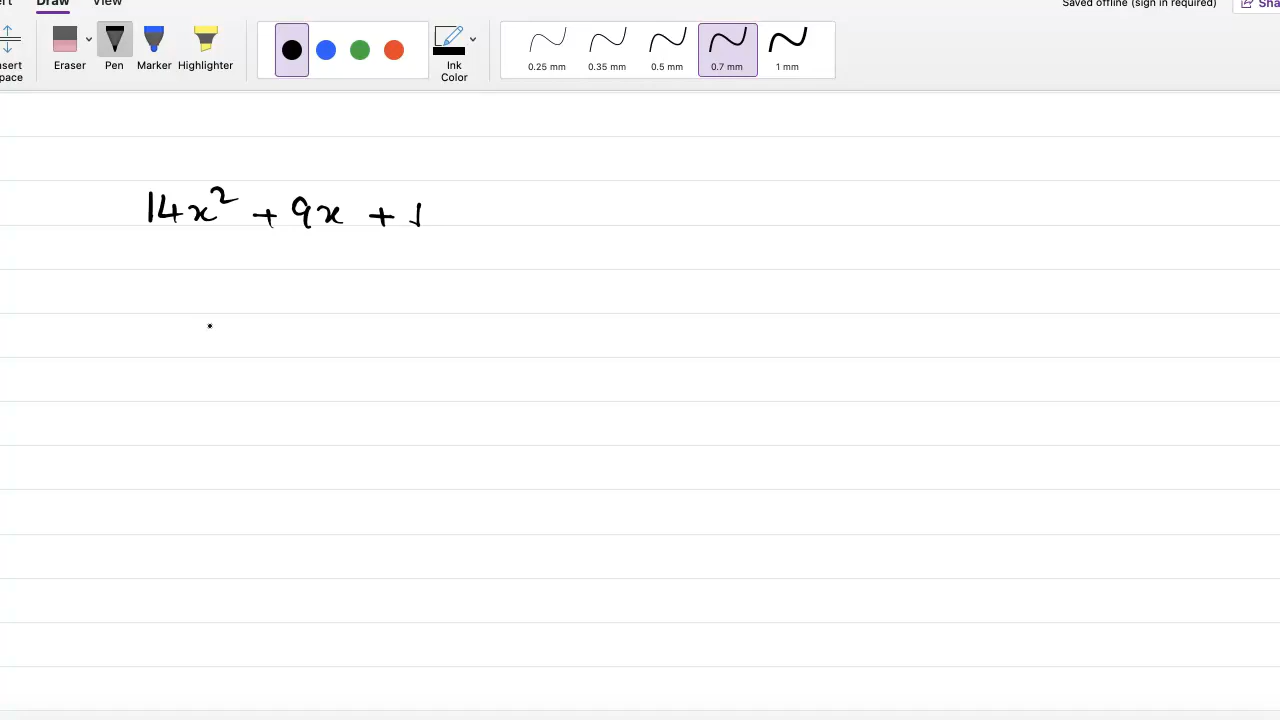 Draw View
Saved offline (sign in required)
Eraser Pen Marker Highlighter
Ink
Color
0.25 mm 0.35 mm 0.5 mm 0.7 mm 1 mm
14x² + 9x + 1